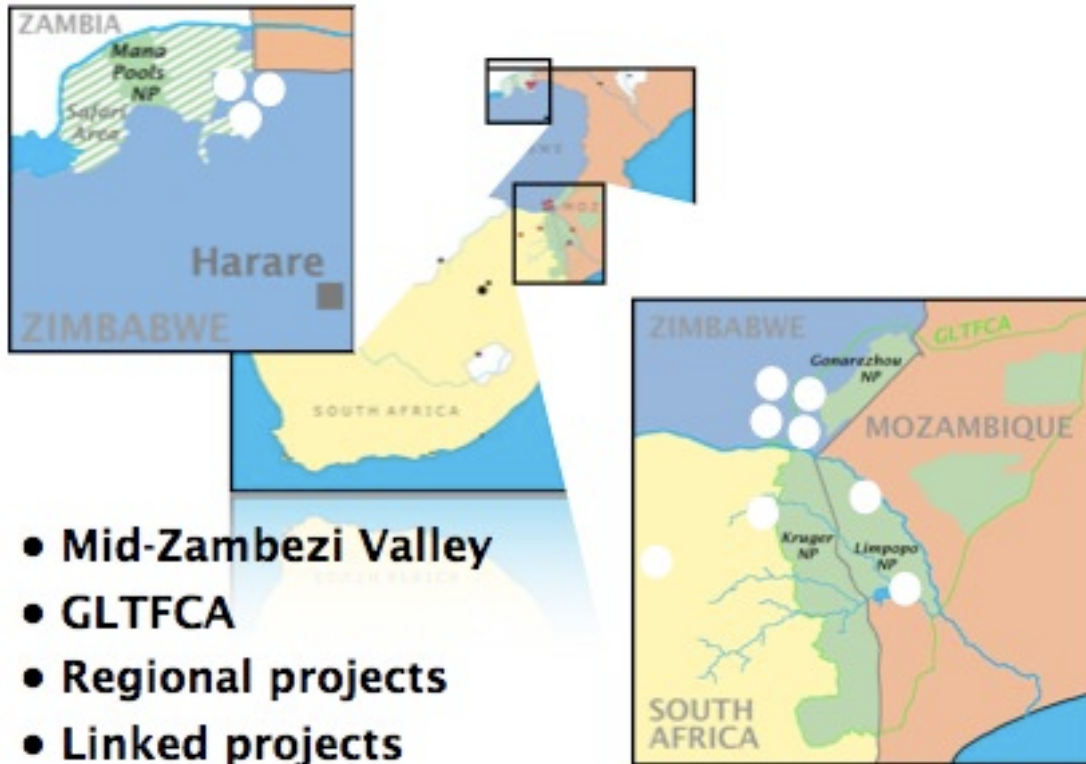 ZAMBIA
Mana
Pools
NP
Safari
Area
Harare
ZIMBABWE
MOZ
SOUTH AFRICA
ZIMBABWE
GLTFCA
Gonarezhou
NP
MOZAMBIQUE
Kruger
NP
Limpopo
NP
SOUTH
AFRICA
• Mid-Zambezi Valley
• GLTFCA
• Regional projects
• Linked projects